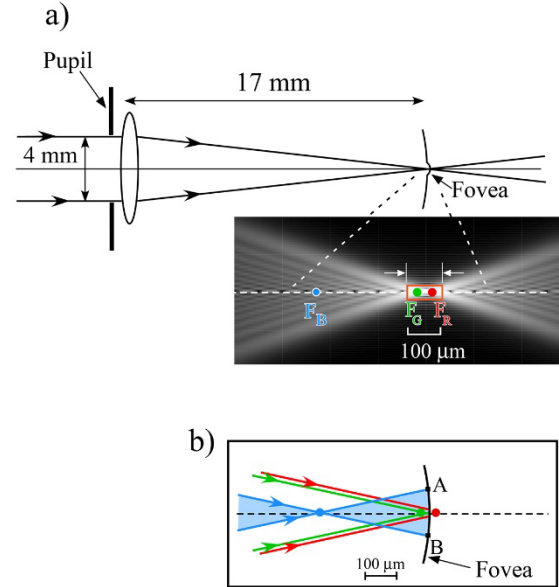 a)
Pupil
17 mm
4 mm
Fovea
F_B
F_G
F_R
100 μm
b)
A
B
100 μm
Fovea